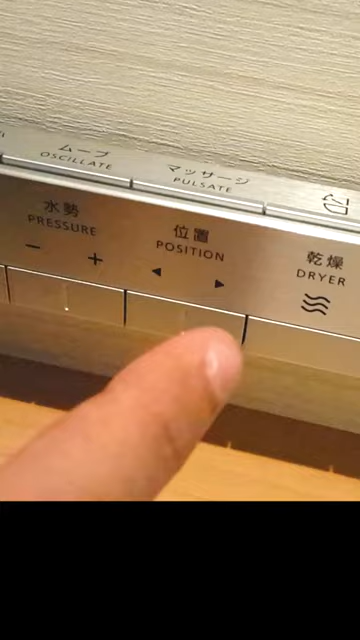 ムーブ
OSCILLATE
マッサージ
PULSATE
水勢
PRESSURE
− +
位置
POSITION
◀ ▶
乾燥
DRYER